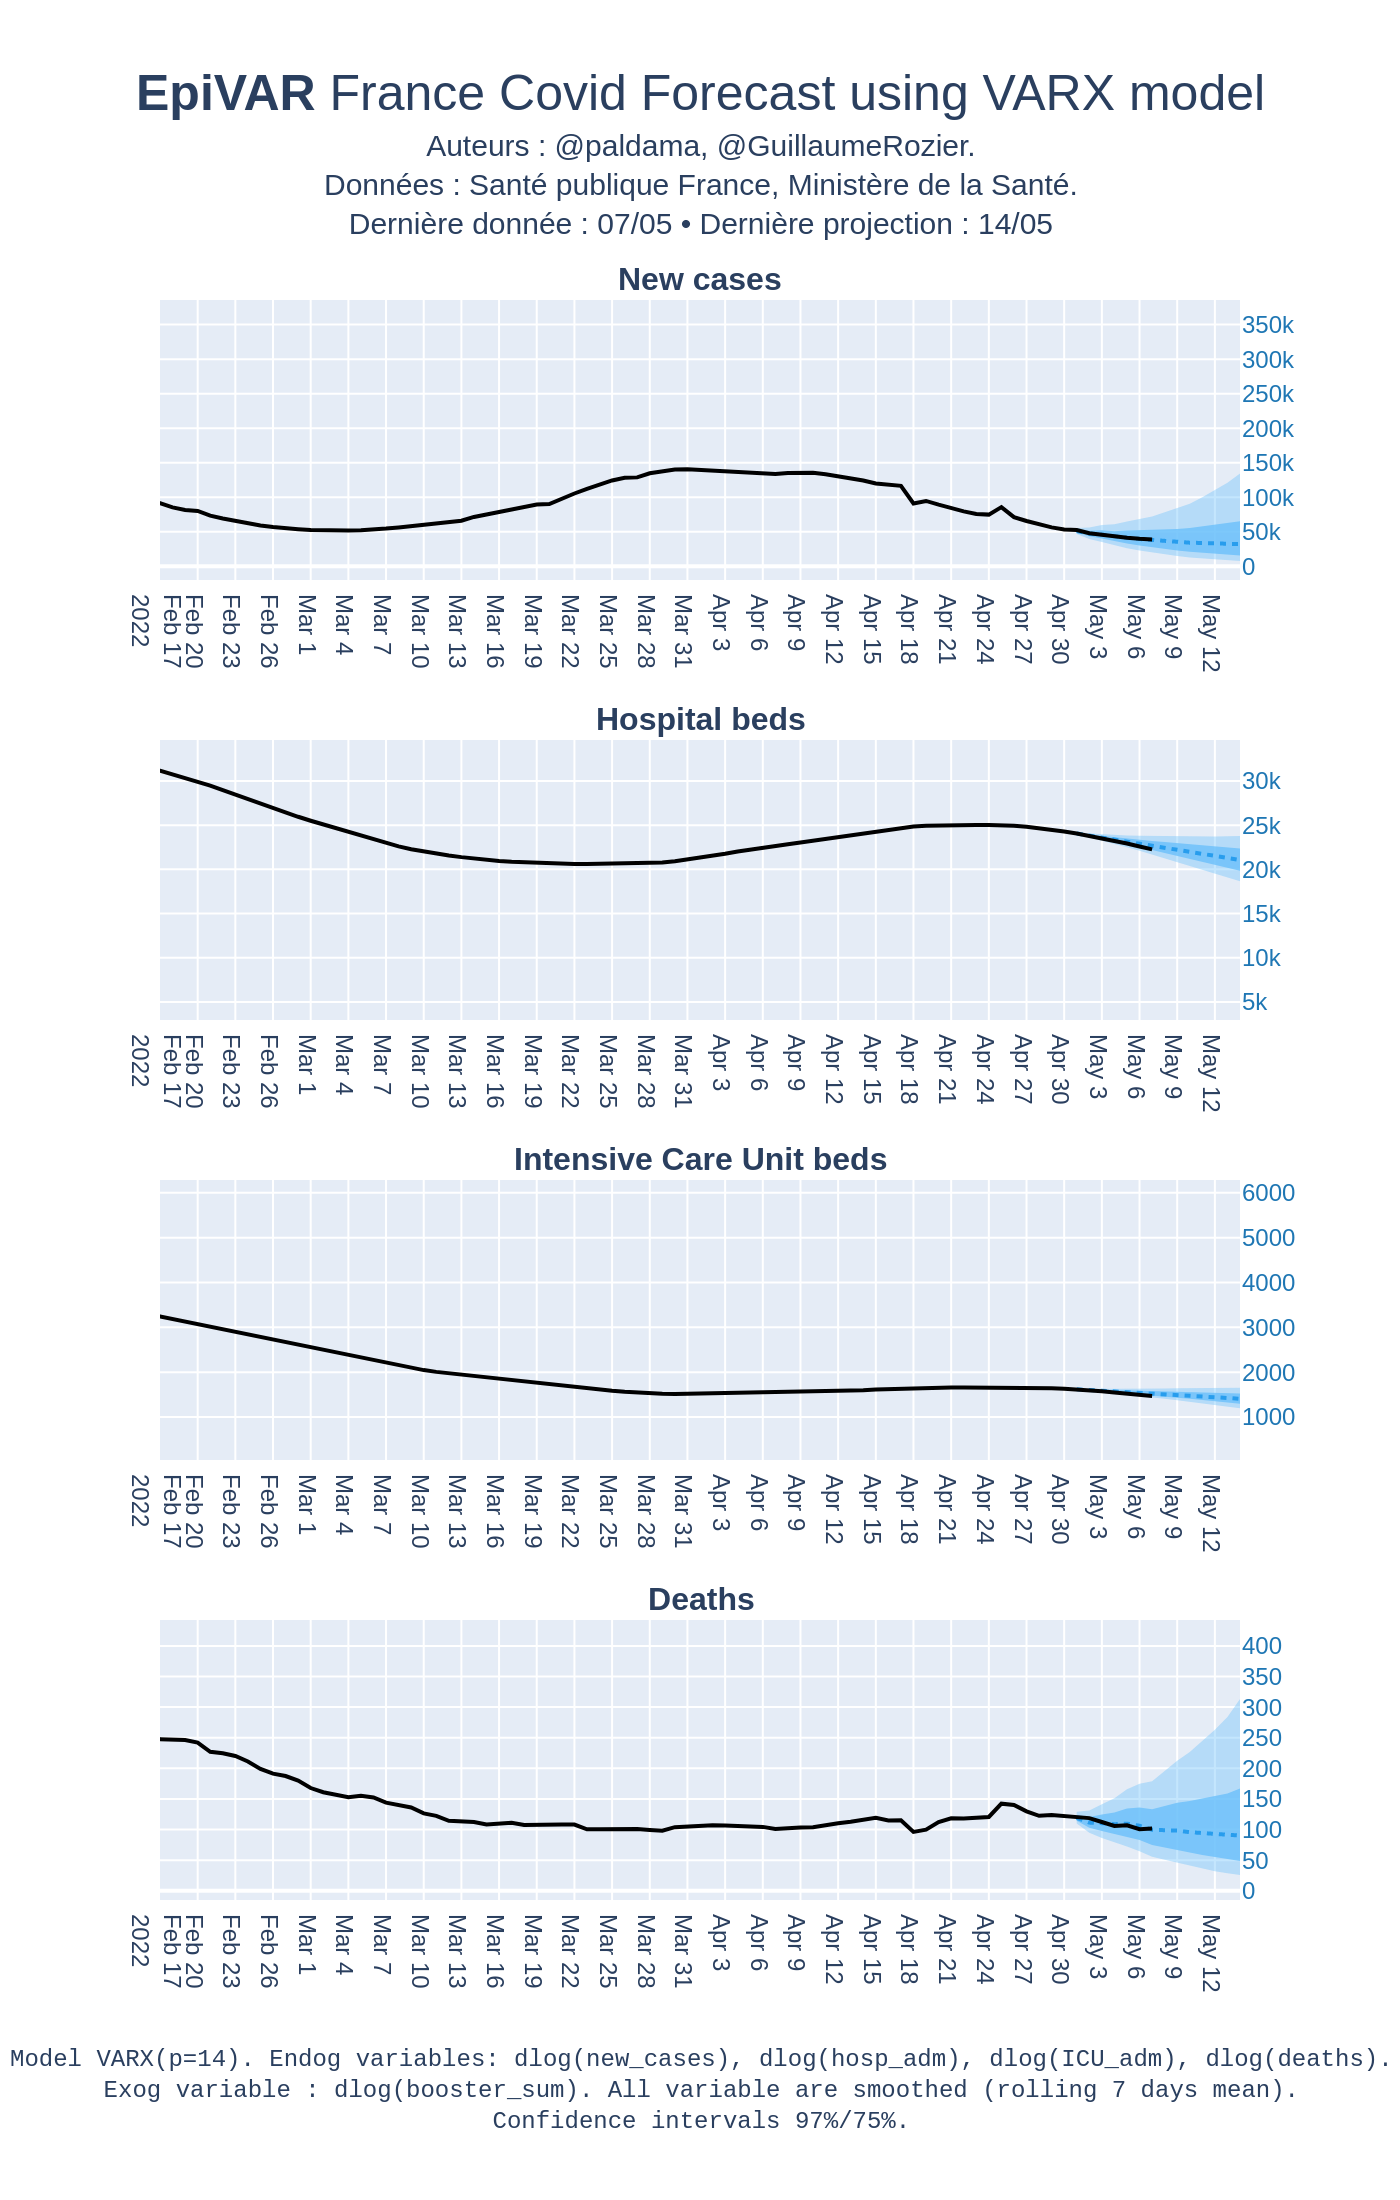 EpiVAR France Covid Forecast using VARX model
Auteurs : @paldama, @GuillaumeRozier.
Données : Santé publique France, Ministère de la Santé.
Dernière donnée : 07/05 • Dernière projection : 14/05
New cases
350k
300k
250k
200k
150k
100k
50k
0
Feb 17 Feb 20 Feb 23 Feb 26 Mar 1 Mar 4 Mar 7 Mar 10 Mar 13 Mar 16 Mar 19 Mar 22 Mar 25 Mar 28 Mar 31 Apr 3 Apr 6 Apr 9 Apr 12 Apr 15 Apr 18 Apr 21 Apr 24 Apr 27 Apr 30 May 3 May 6 May 9 May 12
2022
Hospital beds
30k
25k
20k
15k
10k
5k
Feb 17 Feb 20 Feb 23 Feb 26 Mar 1 Mar 4 Mar 7 Mar 10 Mar 13 Mar 16 Mar 19 Mar 22 Mar 25 Mar 28 Mar 31 Apr 3 Apr 6 Apr 9 Apr 12 Apr 15 Apr 18 Apr 21 Apr 24 Apr 27 Apr 30 May 3 May 6 May 9 May 12
2022
Intensive Care Unit beds
6000
5000
4000
3000
2000
1000
Feb 17 Feb 20 Feb 23 Feb 26 Mar 1 Mar 4 Mar 7 Mar 10 Mar 13 Mar 16 Mar 19 Mar 22 Mar 25 Mar 28 Mar 31 Apr 3 Apr 6 Apr 9 Apr 12 Apr 15 Apr 18 Apr 21 Apr 24 Apr 27 Apr 30 May 3 May 6 May 9 May 12
2022
Deaths
400
350
300
250
200
150
100
50
0
Feb 17 Feb 20 Feb 23 Feb 26 Mar 1 Mar 4 Mar 7 Mar 10 Mar 13 Mar 16 Mar 19 Mar 22 Mar 25 Mar 28 Mar 31 Apr 3 Apr 6 Apr 9 Apr 12 Apr 15 Apr 18 Apr 21 Apr 24 Apr 27 Apr 30 May 3 May 6 May 9 May 12
2022
Model VARX(p=14). Endog variables: dlog(new_cases), dlog(hosp_adm), dlog(ICU_adm), dlog(deaths).
Exog variable : dlog(booster_sum). All variable are smoothed (rolling 7 days mean).
Confidence intervals 97%/75%.